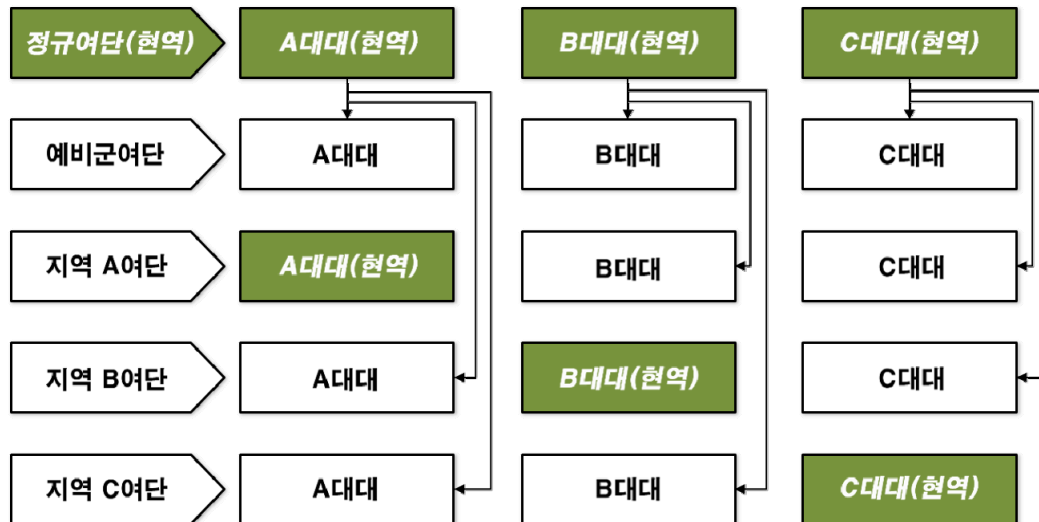 정규여단(현역) A대대(현역) B대대(현역) C대대(현역)
예비군여단 A대대 B대대 C대대
지역 A여단 A대대(현역) B대대 C대대
지역 B여단 A대대 B대대(현역) C대대
지역 C여단 A대대 B대대 C대대(현역)